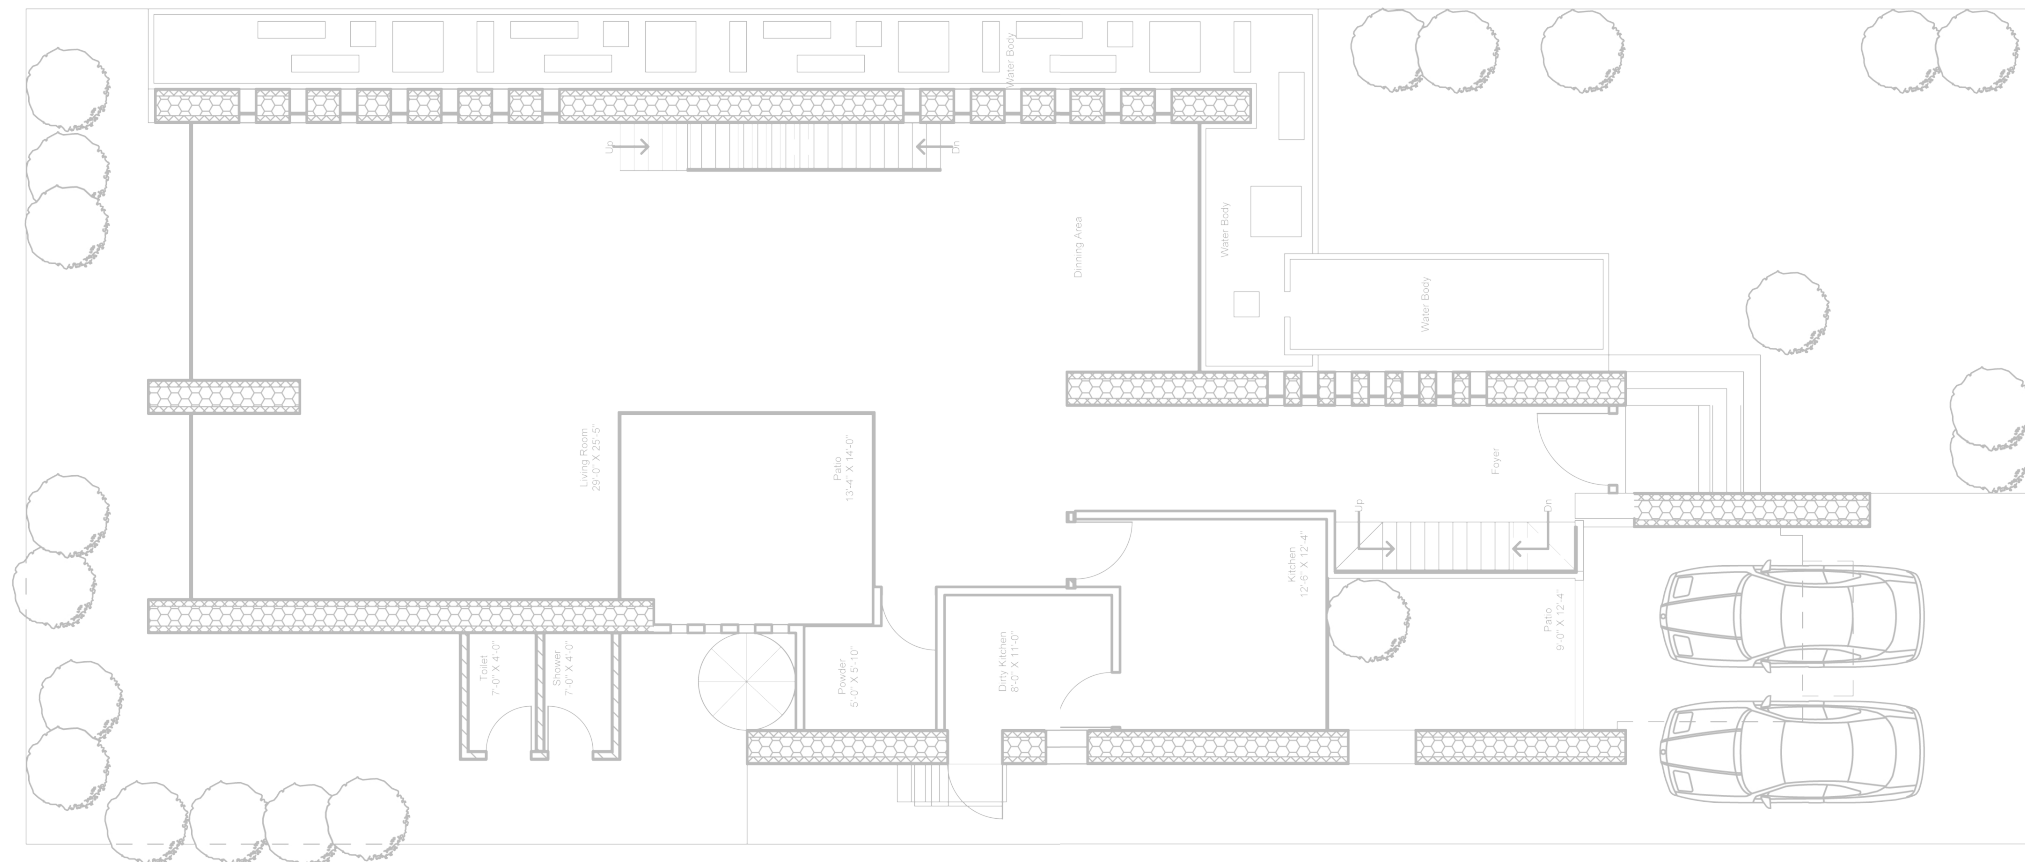 Water Body
Up
Dn
Dinning Area
Water Body
Water Body
Living Room
29'-0" X 25'-5"
Patio
13'-4" X 14'-0"
Foyer
Up
Dn
Kitchen
12'-6" X 12'-4"
Patio
9'-0" X 12'-4"
Toilet
7'-0" X 4'-0"
Shower
7'-0" X 4'-0"
Powder
5'-0" X 5'-10"
Dirty Kitchen
8'-0" X 11'-0"